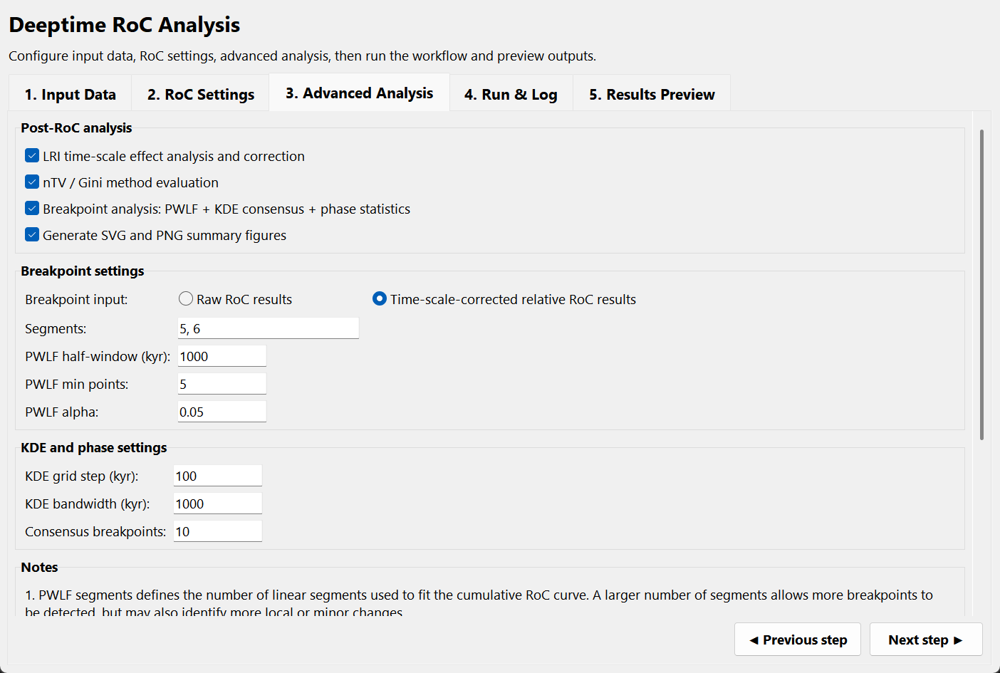 Deeptime RoC Analysis
Configure input data, RoC settings, advanced analysis, then run the workflow and preview outputs.
1. Input Data
2. RoC Settings
3. Advanced Analysis
4. Run & Log
5. Results Preview
Post-RoC analysis
LRI time-scale effect analysis and correction
nTV / Gini method evaluation
Breakpoint analysis: PWLF + KDE consensus + phase statistics
Generate SVG and PNG summary figures
Breakpoint settings
Breakpoint input: Raw RoC results Time-scale-corrected relative RoC results
Segments: 5, 6
PWLF half-window (kyr): 1000
PWLF min points: 5
PWLF alpha: 0.05
KDE and phase settings
KDE grid step (kyr): 100
KDE bandwidth (kyr): 1000
Consensus breakpoints: 10
Notes
1. PWLF segments defines the number of linear segments used to fit the cumulative RoC curve. A larger number of segments allows more breakpoints to
be detected, but may also identify more local or minor changes
◄ Previous step
Next step ►